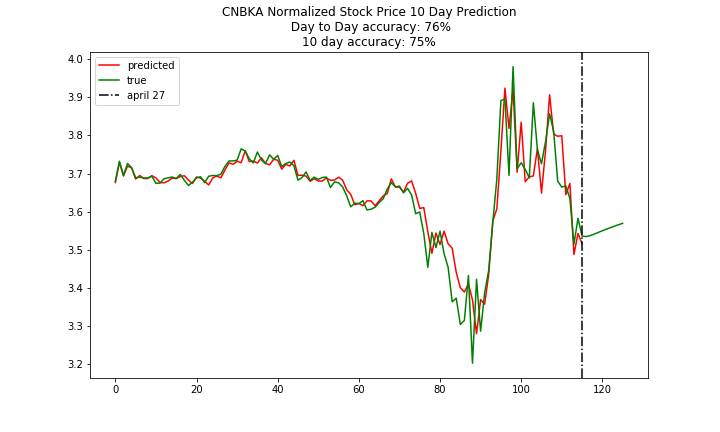 CNBKA Normalized Stock Price 10 Day Prediction
Day to Day accuracy: 76%
10 day accuracy: 75%
predicted
true
april 27
4.0
3.9
3.8
3.7
3.6
3.5
3.4
3.3
3.2
0 20 40 60 80 100 120